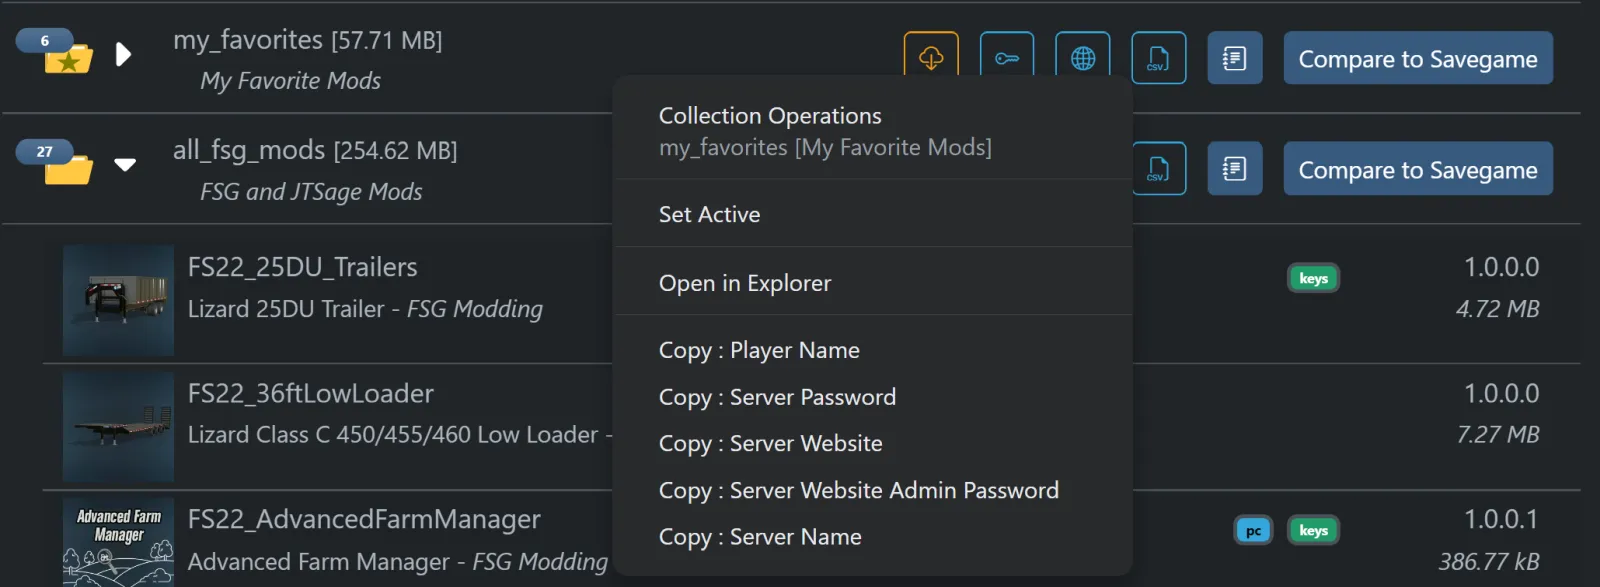 6
my_favorites [57.71 MB]
My Favorite Mods
CSV
Compare to Savegame
27
all_fsg_mods [254.62 MB]
FSG and JTSage Mods
CSV
Compare to Savegame
Collection Operations
my_favorites [My Favorite Mods]
Set Active
Open in Explorer
Copy : Player Name
Copy : Server Password
Copy : Server Website
Copy : Server Website Admin Password
Copy : Server Name
FS22_25DU_Trailers
Lizard 25DU Trailer - FSG Modding
keys
1.0.0.0
4.72 MB
FS22_36ftLowLoader
Lizard Class C 450/455/460 Low Loader -
1.0.0.0
7.27 MB
Advanced Farm
Manager
FS22_AdvancedFarmManager
Advanced Farm Manager - FSG Modding
pc keys
1.0.0.1
386.77 kB